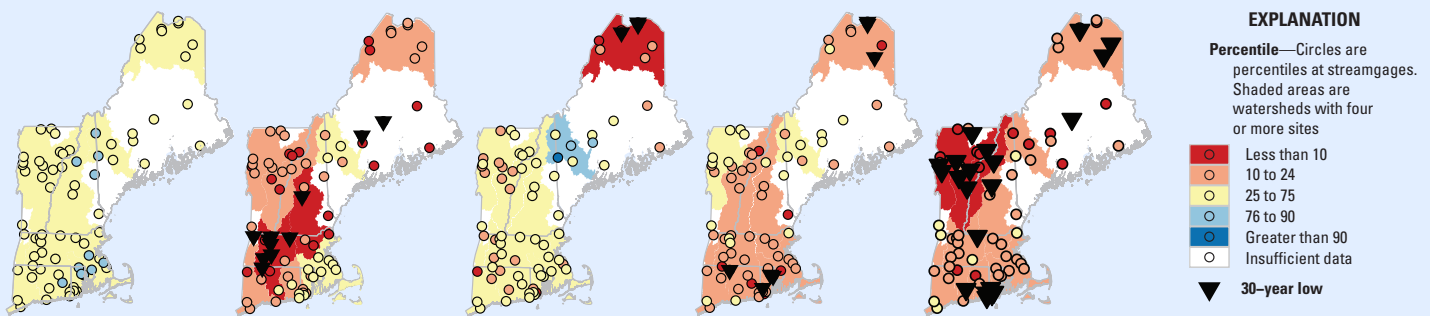 EXPLANATION
Percentile—Circles are
percentiles at streamgages.
Shaded areas are
watersheds with four
or more sites
Less than 10
10 to 24
25 to 75
76 to 90
Greater than 90
Insufficient data
30–year low